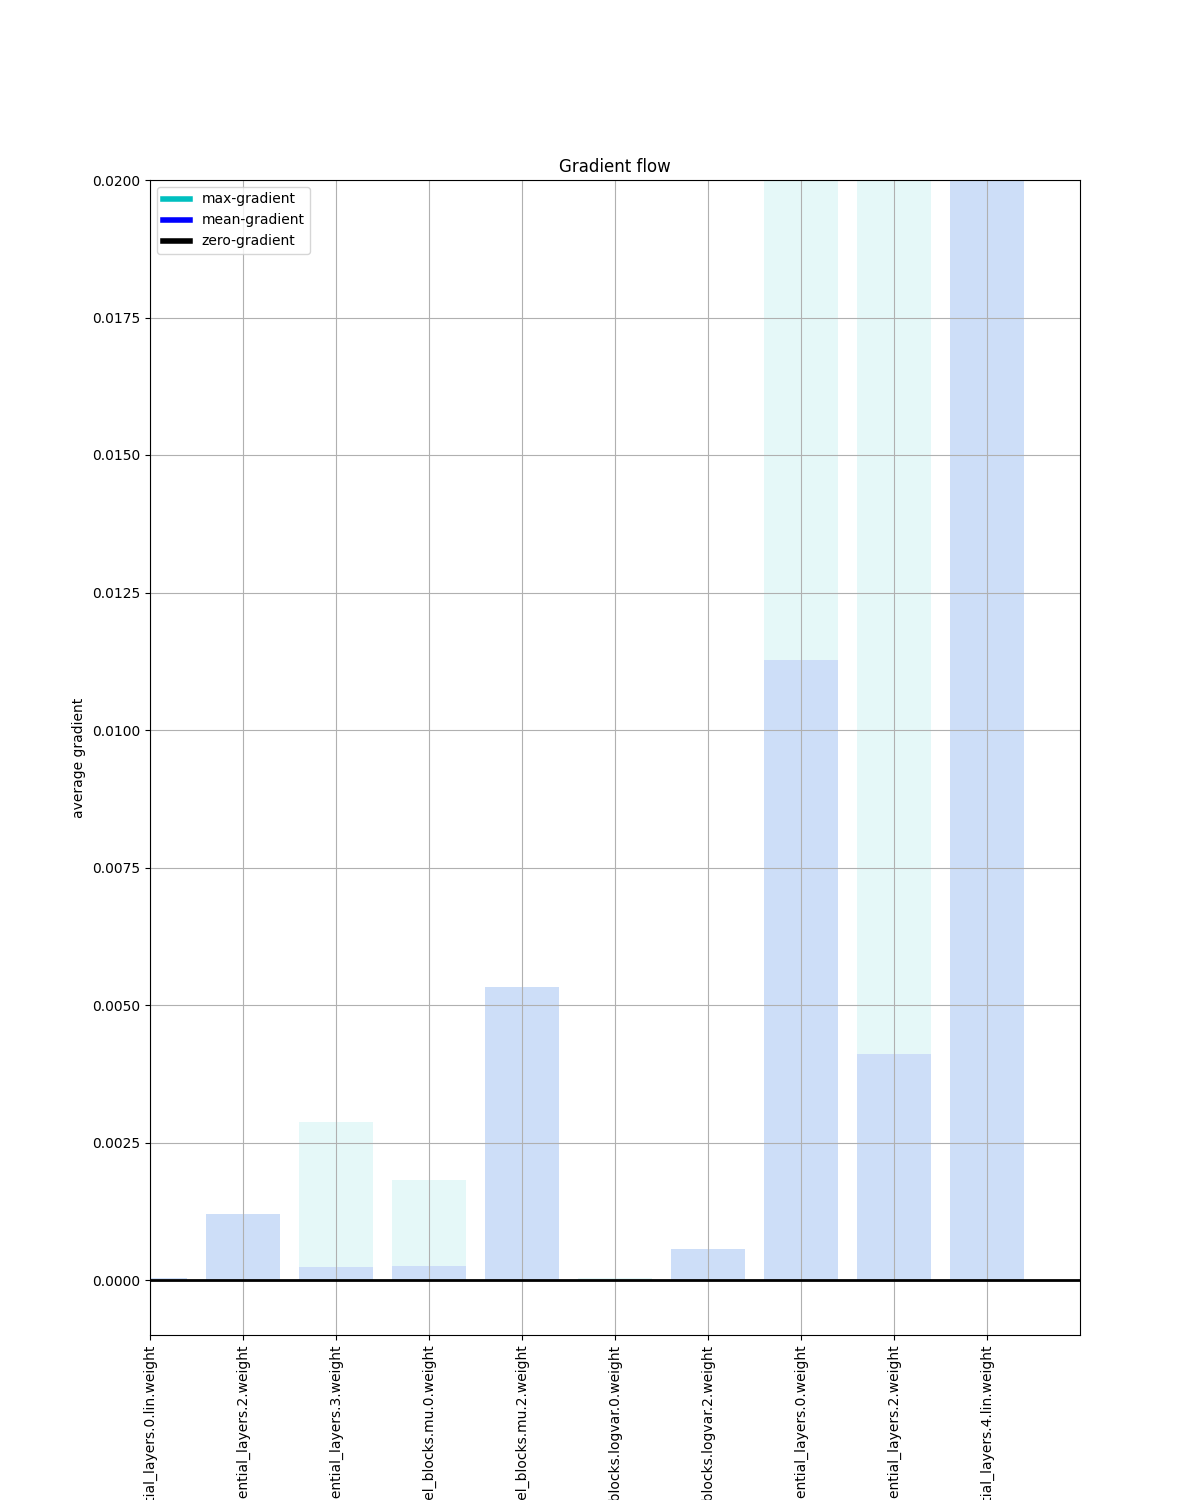 Gradient flow
max-gradient
mean-gradient
zero-gradient
0.0200
0.0175
0.0150
0.0125
0.0100
0.0075
0.0050
0.0025
0.0000
average gradient
tial_layers.0.lin.weight
ential_layers.2.weight
ential_layers.3.weight
el_blocks.mu.0.weight
el_blocks.mu.2.weight
blocks.logvar.0.weight
blocks.logvar.2.weight
ential_layers.0.weight
ential_layers.2.weight
tial_layers.4.lin.weight